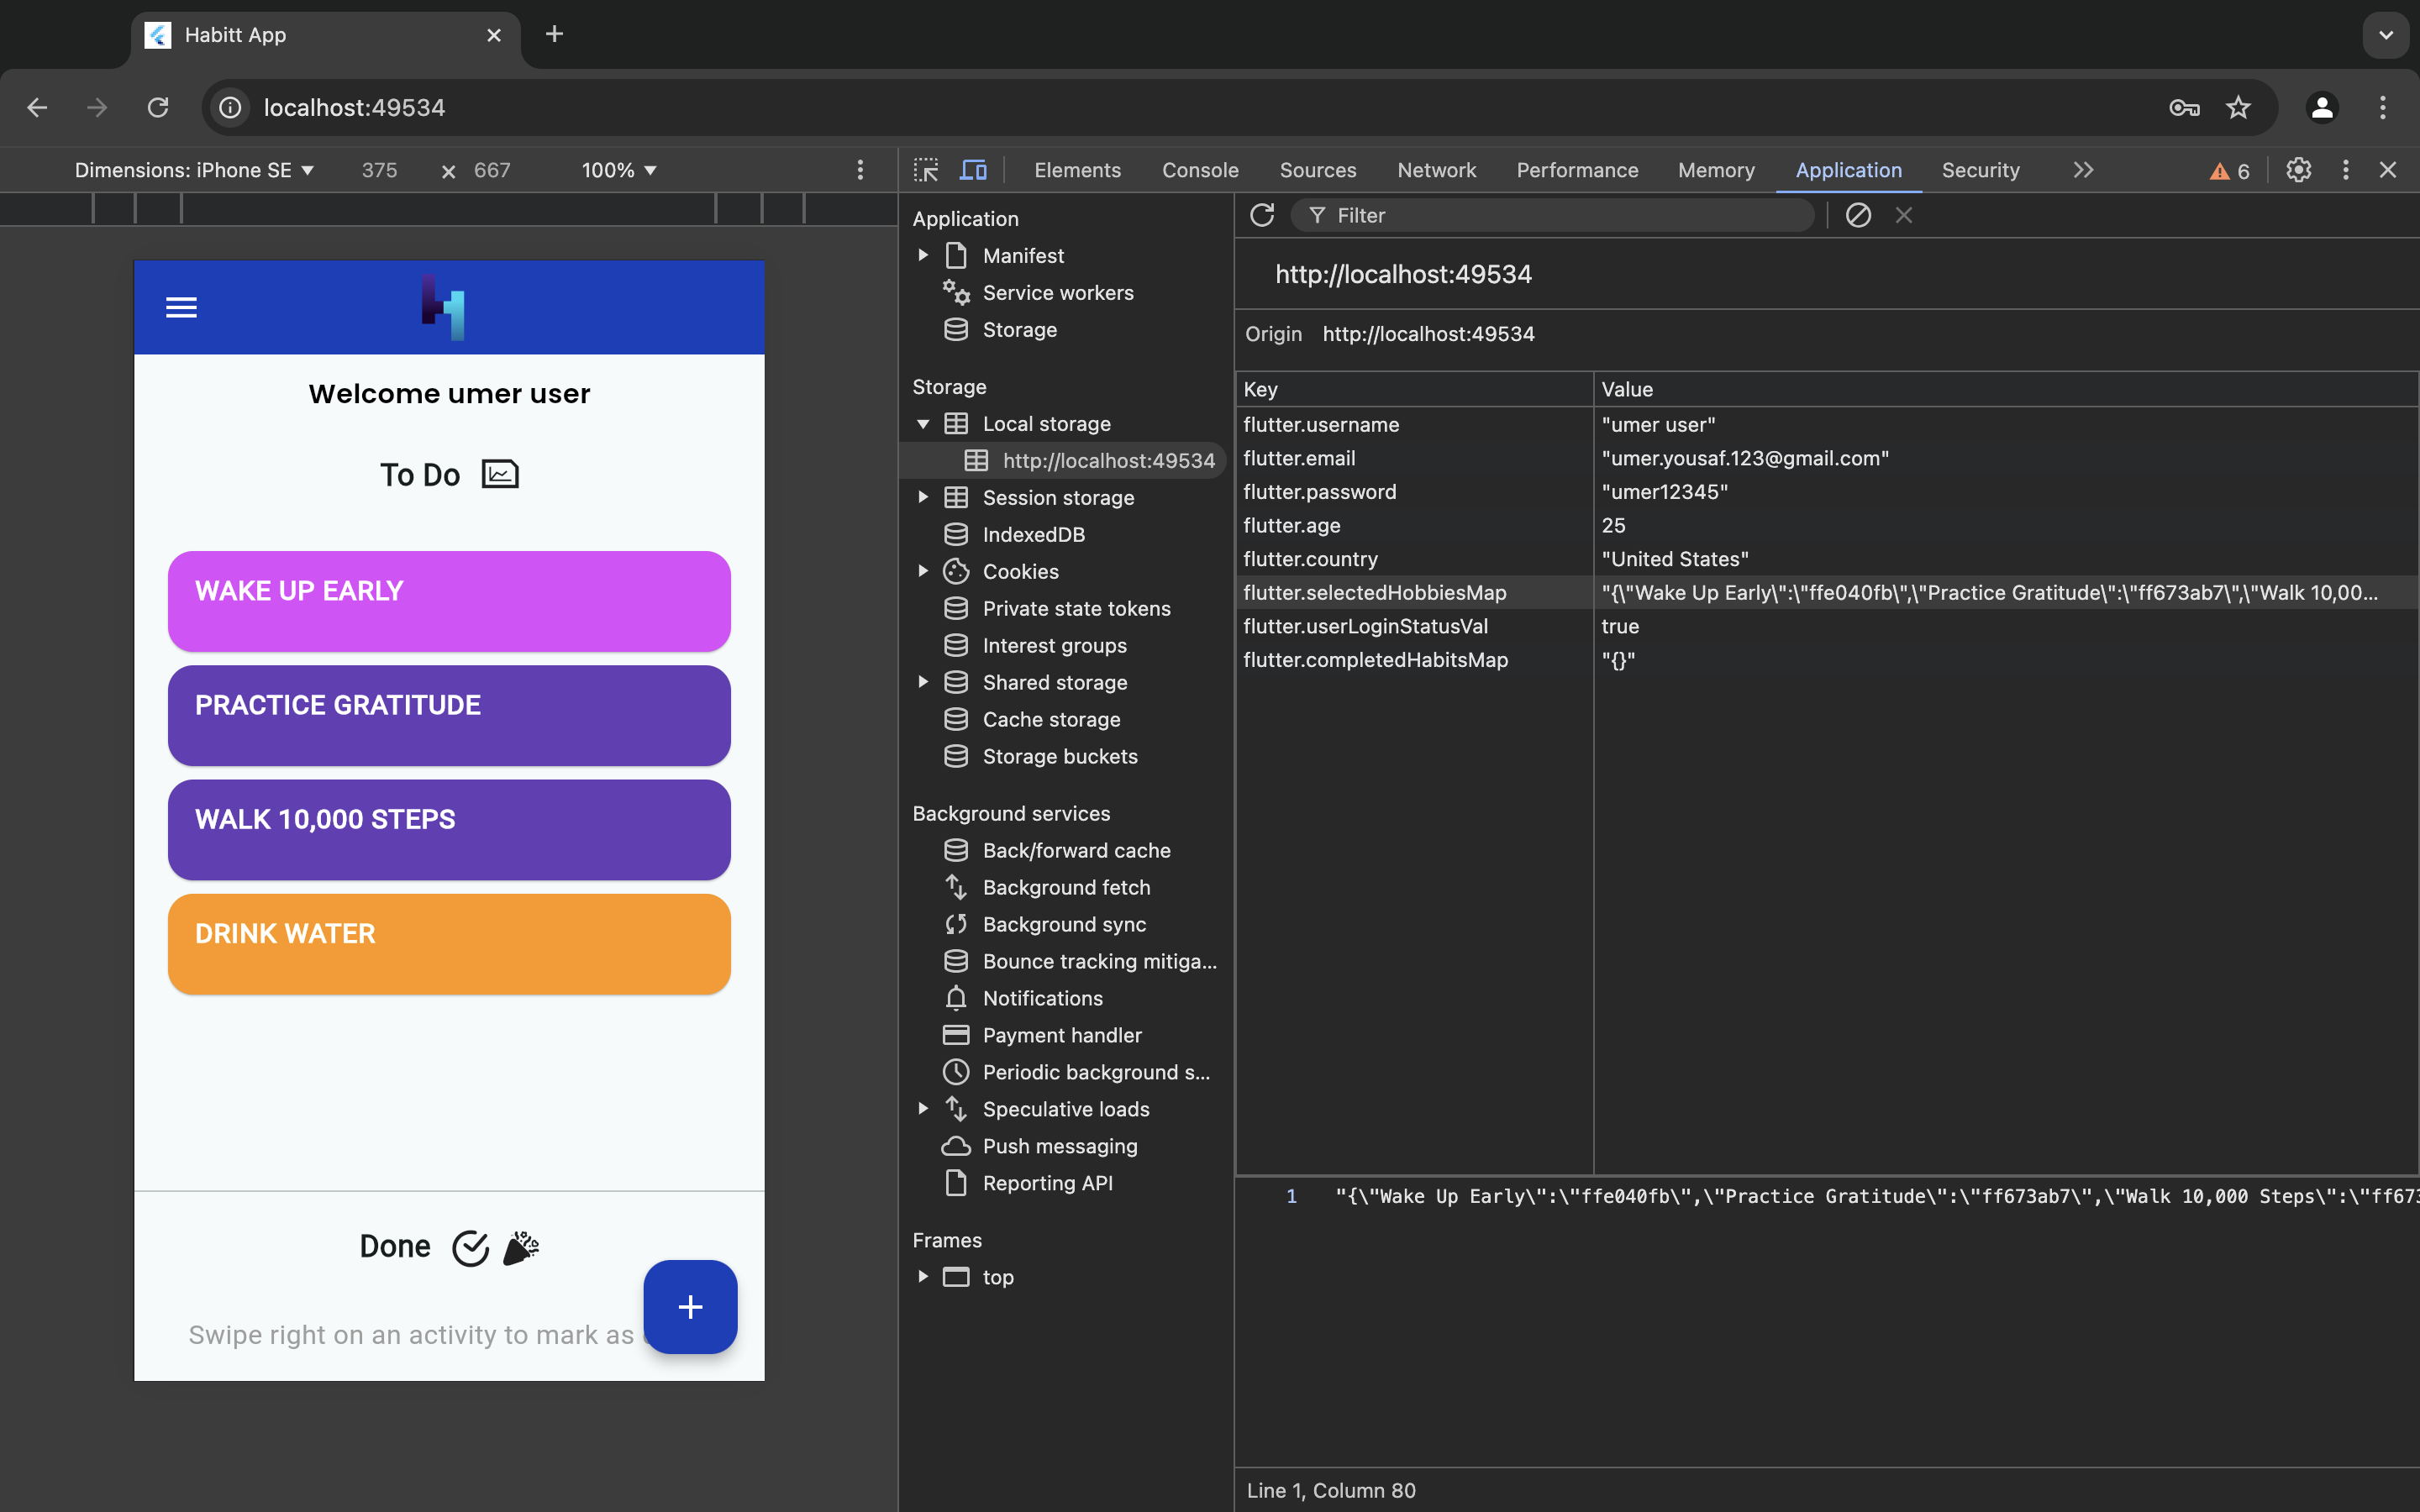 Habitt App
localhost:49534
Dimensions: iPhone SE 375 × 667 100%
Elements Console Sources Network Performance Memory Application Security 6
Welcome umer user
To Do
WAKE UP EARLY
PRACTICE GRATITUDE
WALK 10,000 STEPS
DRINK WATER
Done
Swipe right on an activity to mark as
Application
Manifest
Service workers
Storage
Storage
Local storage
http://localhost:49534
Session storage
IndexedDB
Cookies
Private state tokens
Interest groups
Shared storage
Cache storage
Storage buckets
Background services
Back/forward cache
Background fetch
Background sync
Bounce tracking mitiga...
Notifications
Payment handler
Periodic background s...
Speculative loads
Push messaging
Reporting API
Frames
top
Filter
http://localhost:49534
Origin http://localhost:49534
Key Value
flutter.username "umer user"
flutter.email "umer.yousaf.123@gmail.com"
flutter.password "umer12345"
flutter.age 25
flutter.country "United States"
flutter.selectedHobbiesMap "{\"Wake Up Early\":\"ffe040fb\",\"Practice Gratitude\":\"ff673ab7\",\"Walk 10,00...
flutter.userLoginStatusVal true
flutter.completedHabitsMap "{}"
1 "{\"Wake Up Early\":\"ffe040fb\",\"Practice Gratitude\":\"ff673ab7\",\"Walk 10,000 Steps\":\"ff673
Line 1, Column 80